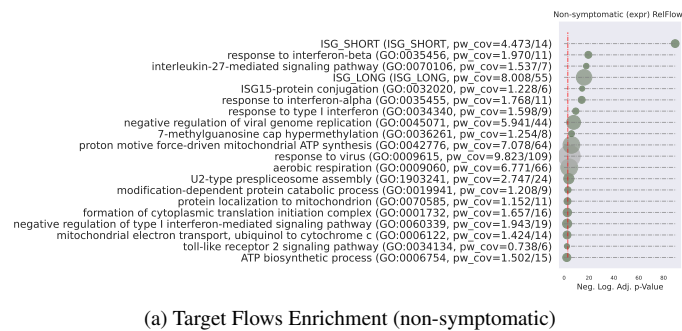 Non-symptomatic (expr) RelFlow
ISG_SHORT (ISG_SHORT, pw_cov=4.473/14)
response to interferon-beta (GO:0035456, pw_cov=1.970/11)
interleukin-27-mediated signaling pathway (GO:0070106, pw_cov=1.537/7)
ISG_LONG (ISG_LONG, pw_cov=8.008/55)
ISG15-protein conjugation (GO:0032020, pw_cov=1.228/6)
response to interferon-alpha (GO:0035455, pw_cov=1.768/11)
response to type I interferon (GO:0034340, pw_cov=1.598/9)
negative regulation of viral genome replication (GO:0045071, pw_cov=5.941/44)
7-methylguanosine cap hypermethylation (GO:0036261, pw_cov=1.254/8)
proton motive force-driven mitochondrial ATP synthesis (GO:0042776, pw_cov=7.078/64)
response to virus (GO:0009615, pw_cov=9.823/109)
aerobic respiration (GO:0009060, pw_cov=6.771/66)
U2-type prespliceosome assembly (GO:1903241, pw_cov=2.747/24)
modification-dependent protein catabolic process (GO:0019941, pw_cov=1.208/9)
protein localization to mitochondrion (GO:0070585, pw_cov=1.152/11)
formation of cytoplasmic translation initiation complex (GO:0001732, pw_cov=1.657/16)
negative regulation of type I interferon-mediated signaling pathway (GO:0060339, pw_cov=1.943/19)
mitochondrial electron transport, ubiquinol to cytochrome c (GO:0006122, pw_cov=1.424/14)
toll-like receptor 2 signaling pathway (GO:0034134, pw_cov=0.738/6)
ATP biosynthetic process (GO:0006754, pw_cov=1.502/15)
0 20 40 60 80
Neg. Log. Adj. p-Value
(a) Target Flows Enrichment (non-symptomatic)